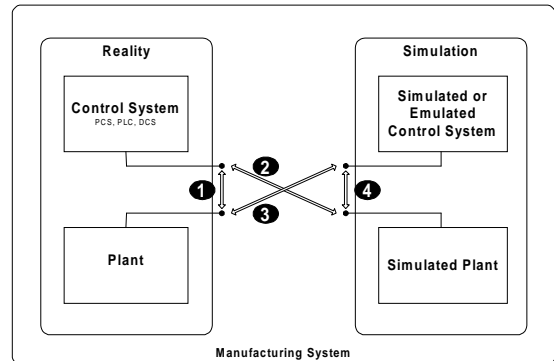 Reality
Simulation
Control System
PCS, PLC, DCS
Simulated or
Emulated
Control System
2
1
4
3
Plant
Simulated Plant
Manufacturing System